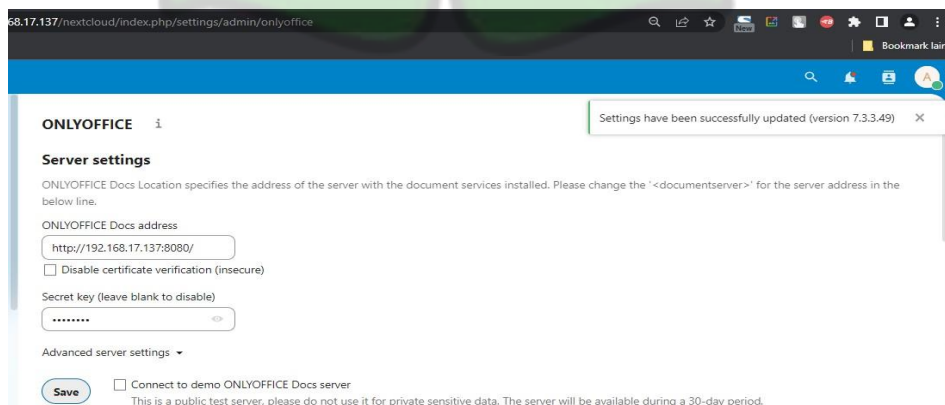 68.17.137/nextcloud/index.php/settings/admin/onlyoffice
New
Bookmark lain
A
Settings have been successfully updated (version 7.3.3.49)
ONLYOFFICE i
Server settings
ONLYOFFICE Docs Location specifies the address of the server with the document services installed. Please change the '<documentserver>' for the server address in the
below line.
ONLYOFFICE Docs address
http://192.168.17.137:8080/
Disable certificate verification (insecure)
Secret key (leave blank to disable)
••••••••
Advanced server settings
Save
Connect to demo ONLYOFFICE Docs server
This is a public test server, please do not use it for private sensitive data. The server will be available during a 30-day period.